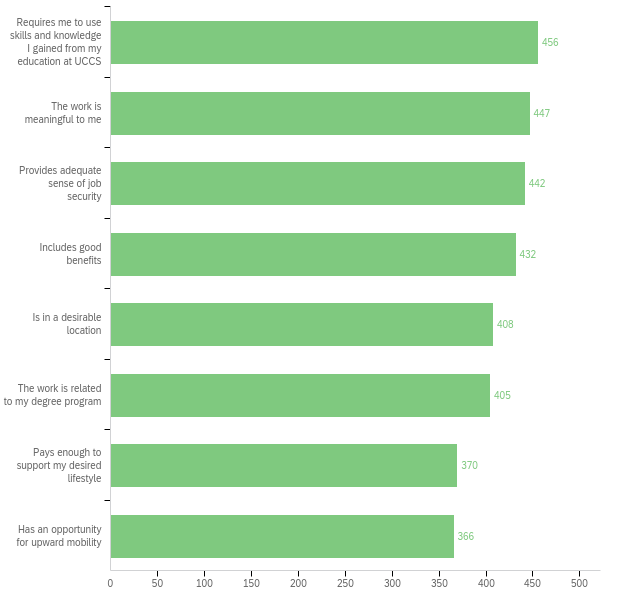 Requires me to use
skills and knowledge
I gained from my
education at UCCS
456
The work is
meaningful to me
447
Provides adequate
sense of job
security
442
Includes good
benefits
432
Is in a desirable
location
408
The work is related
to my degree program
405
Pays enough to
support my desired
lifestyle
370
Has an opportunity
for upward mobility
366
0 50 100 150 200 250 300 350 400 450 500